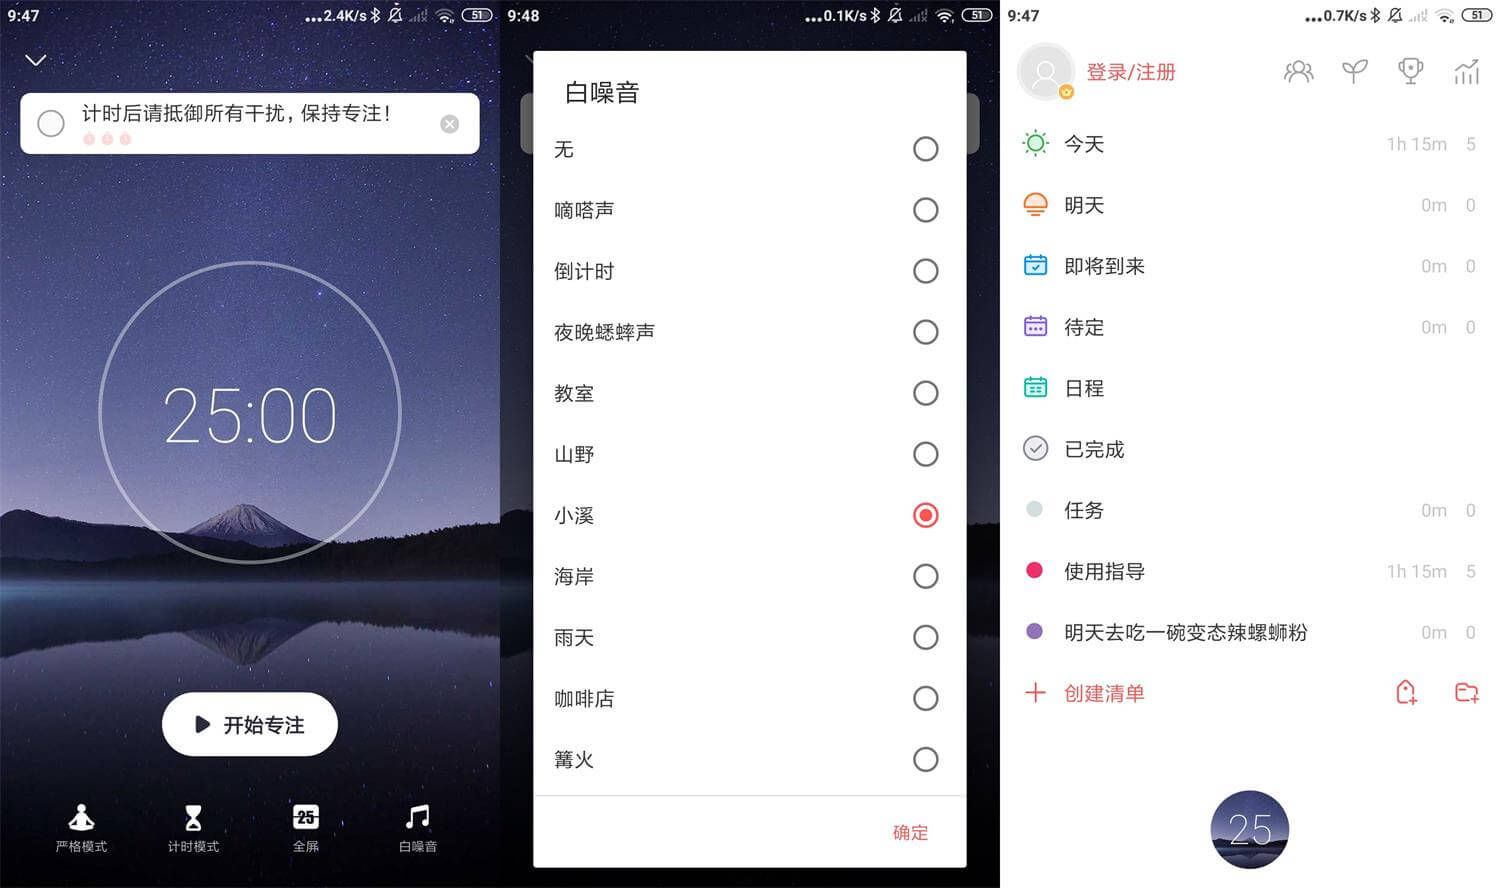 9:47
...2.4K/s
51
计时后请抵御所有干扰，保持专注！
25:00
开始专注
严格模式
计时模式
25
全屏
白噪音
9:48
...0.1K/s
51
白噪音
无
嘀嗒声
倒计时
夜晚蟋蟀声
教室
山野
小溪
海岸
雨天
咖啡店
篝火
确定
9:47
...0.7K/s
51
登录/注册
今天 1h 15m 5
明天 0m 0
即将到来 0m 0
待定 0m 0
日程
已完成
任务 0m 0
使用指导 1h 15m 5
明天去吃一碗变态辣螺蛳粉 0m 0
创建清单
25